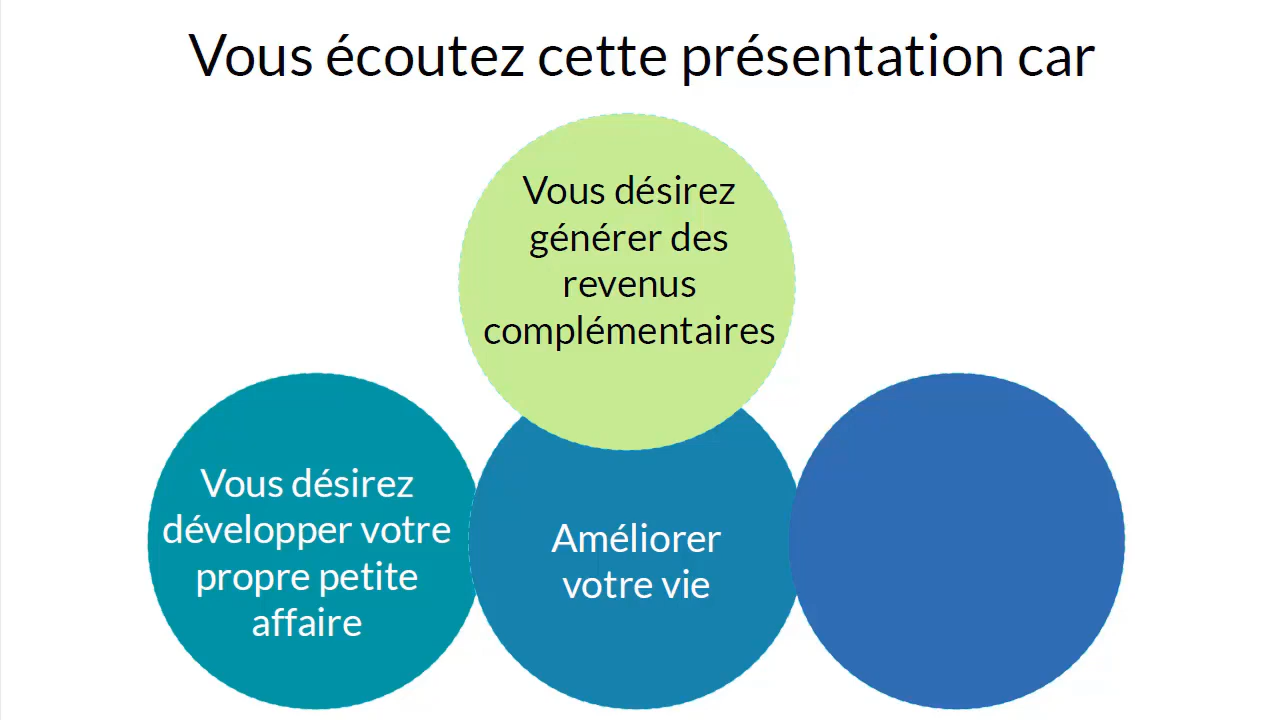 Vous écoutez cette présentation car
Vous désirez
générer des
revenus
complémentaires
Vous désirez
développer votre
propre petite
affaire
Améliorer
votre vie